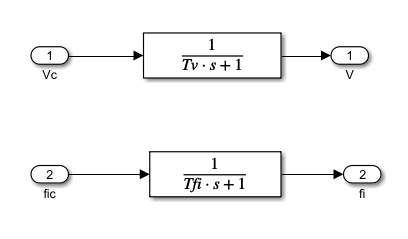 1
Vc
1
Tv · s + 1
1
V
2
fic
1
Tfi · s + 1
2
fi